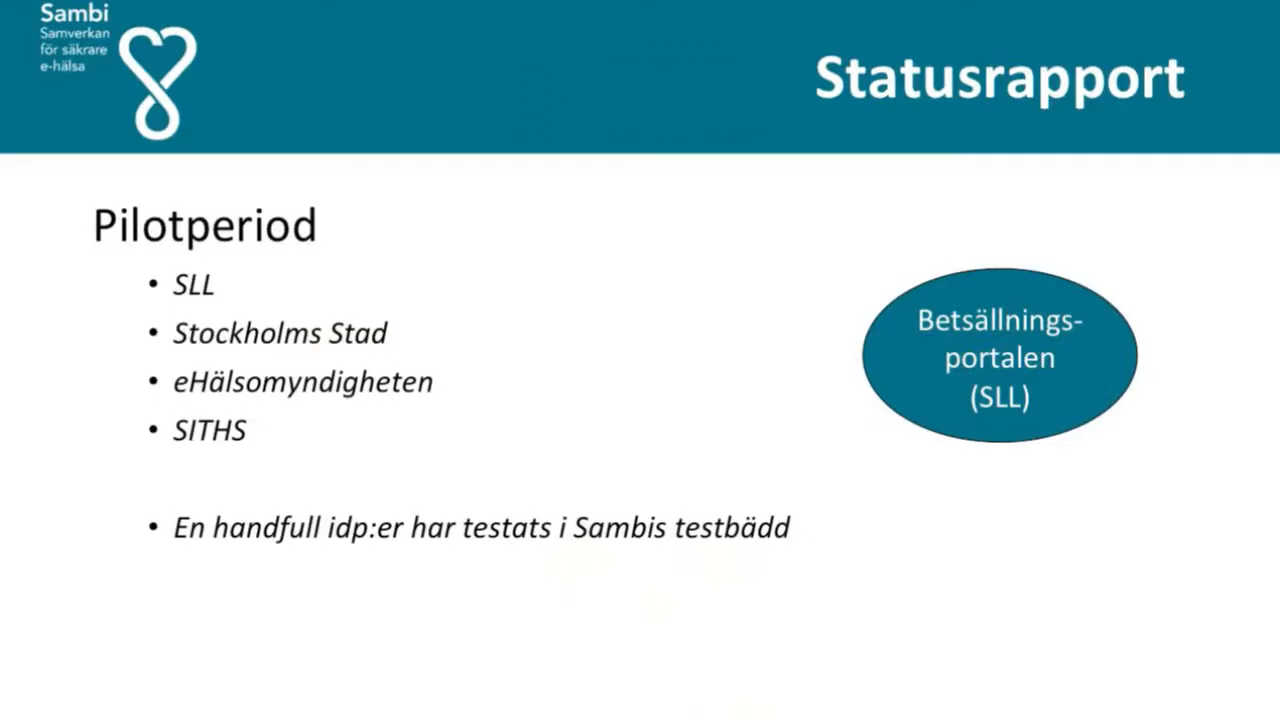 Sambi
Samverkan
för säkrare
e-hälsa
Statusrapport
Pilotperiod
• SLL
• Stockholms Stad
• eHälsomyndigheten
• SITHS
• En handfull idp:er har testats i Sambis testbädd
Betsällnings-
portalen
(SLL)